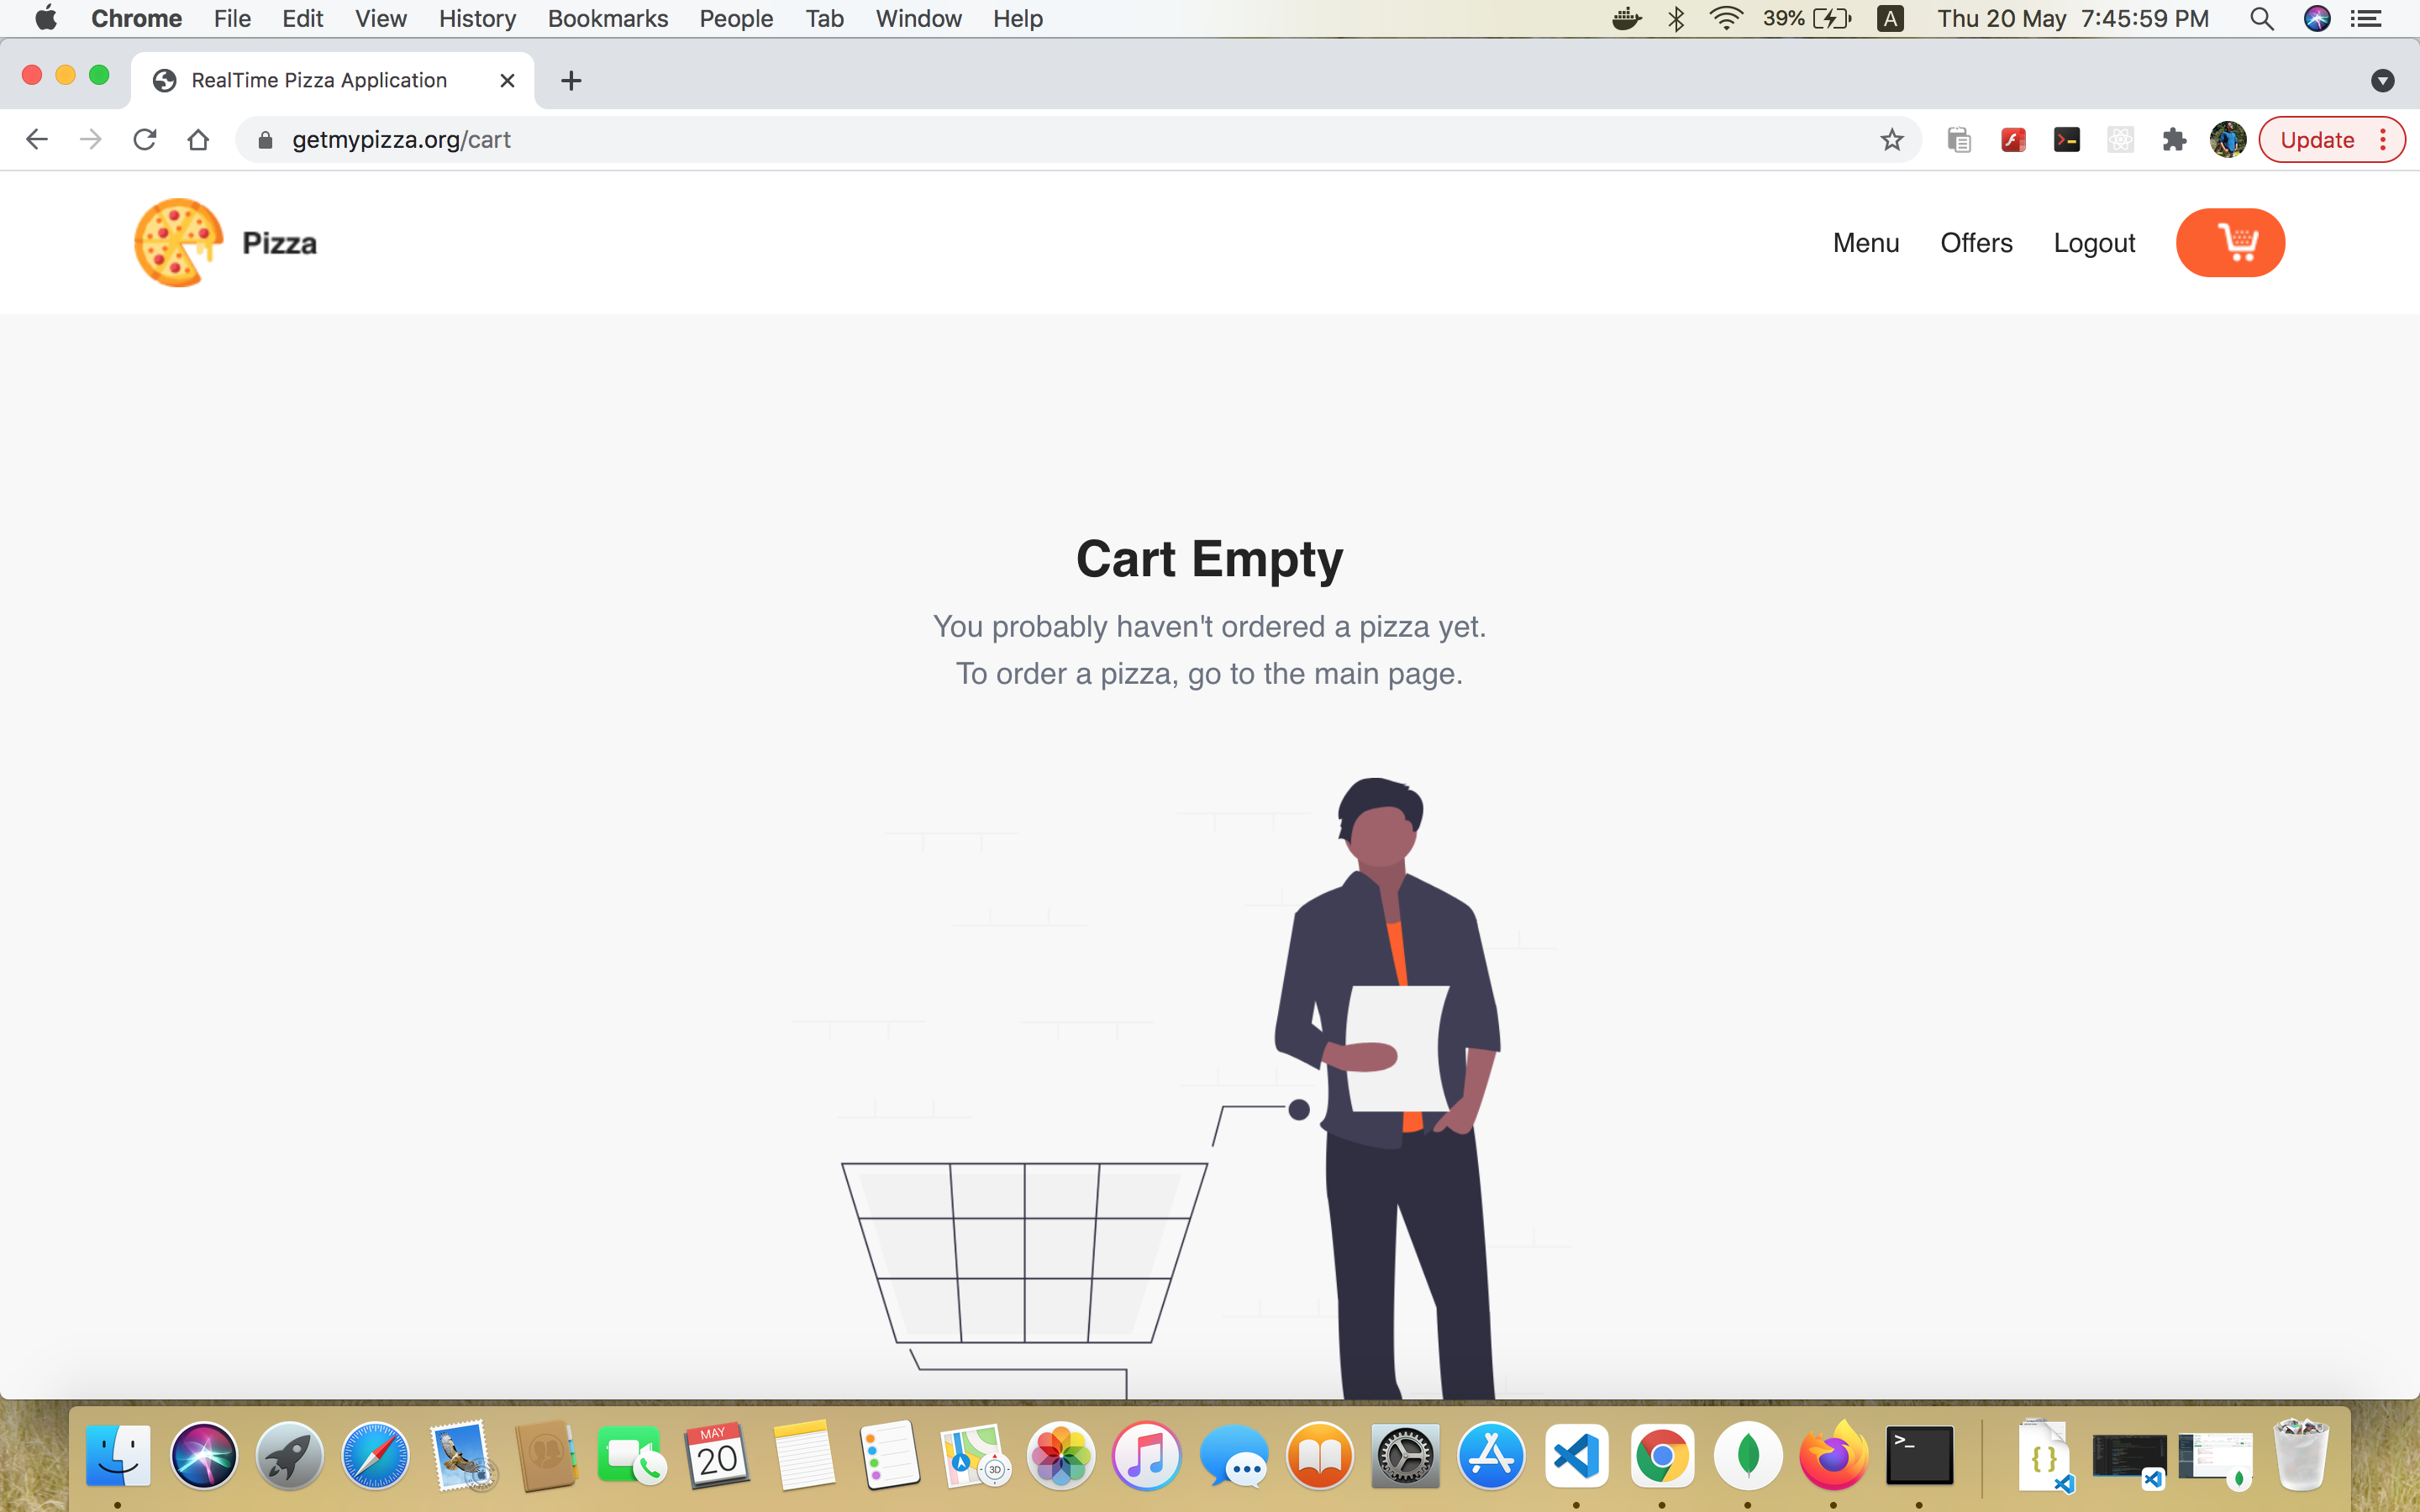 Chrome File Edit View History Bookmarks People Tab Window Help 39% A Thu 20 May 7:45:59 PM
RealTime Pizza Application
getmypizza.org/cart Update
Pizza Menu Offers Logout
Cart Empty
You probably haven't ordered a pizza yet.
To order a pizza, go to the main page.
MAY
20
3D
>_
{ }